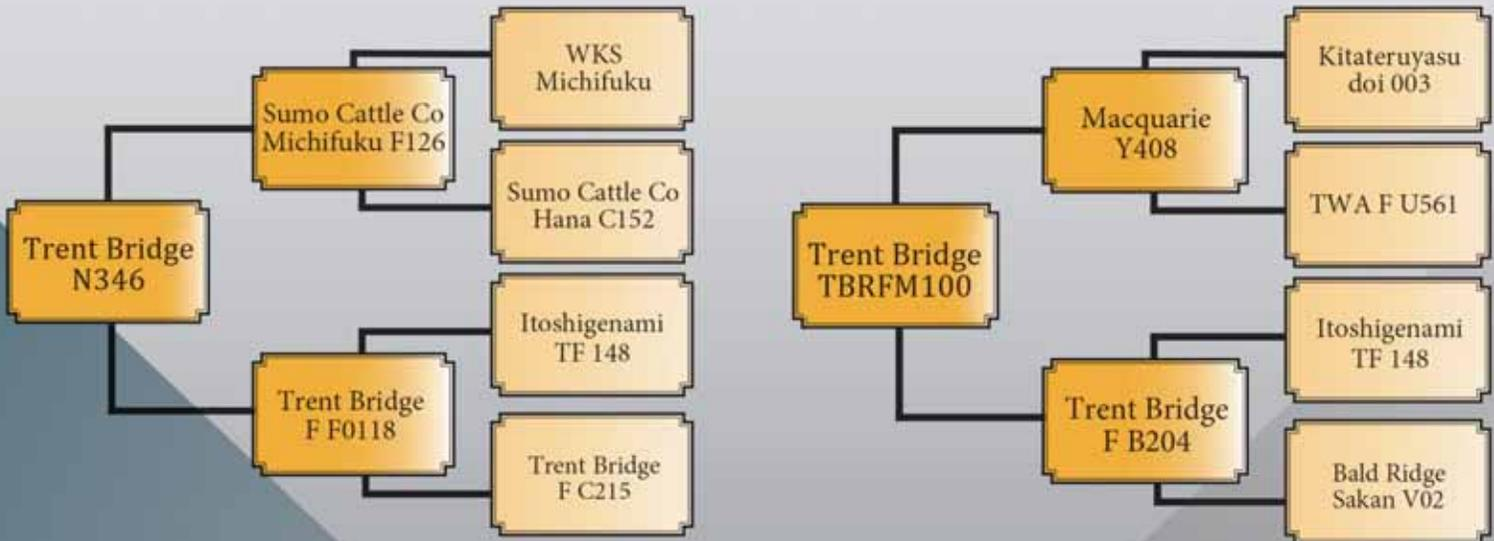 WKS
Michifuku
Sumo Cattle Co
Michifuku F126
Sumo Cattle Co
Hana C152
Trent Bridge
N346
Itoshigenami
TF 148
Trent Bridge
F F0118
Trent Bridge
F C215
Kitateruyasu
doi 003
Macquarie
Y408
TWA F U561
Trent Bridge
TBRFM100
Itoshigenami
TF 148
Trent Bridge
F B204
Bald Ridge
Sakan V02